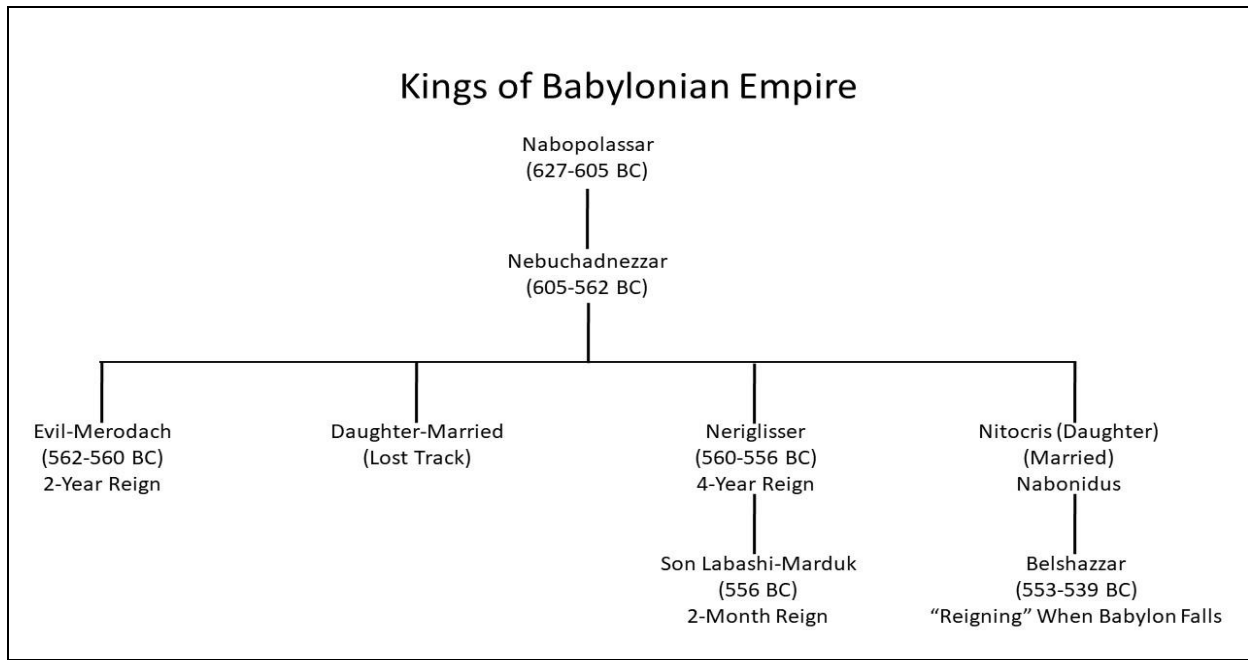 Kings of Babylonian Empire
Nabopolassar
(627-605 BC)
Nebuchadnezzar
(605-562 BC)
Evil-Merodach
(562-560 BC)
2-Year Reign
Daughter-Married
(Lost Track)
Neriglisser
(560-556 BC)
4-Year Reign
Nitocris (Daughter)
(Married)
Nabonidus
Son Labashi-Marduk
(556 BC)
2-Month Reign
Belshazzar
(553-539 BC)
“Reigning” When Babylon Falls